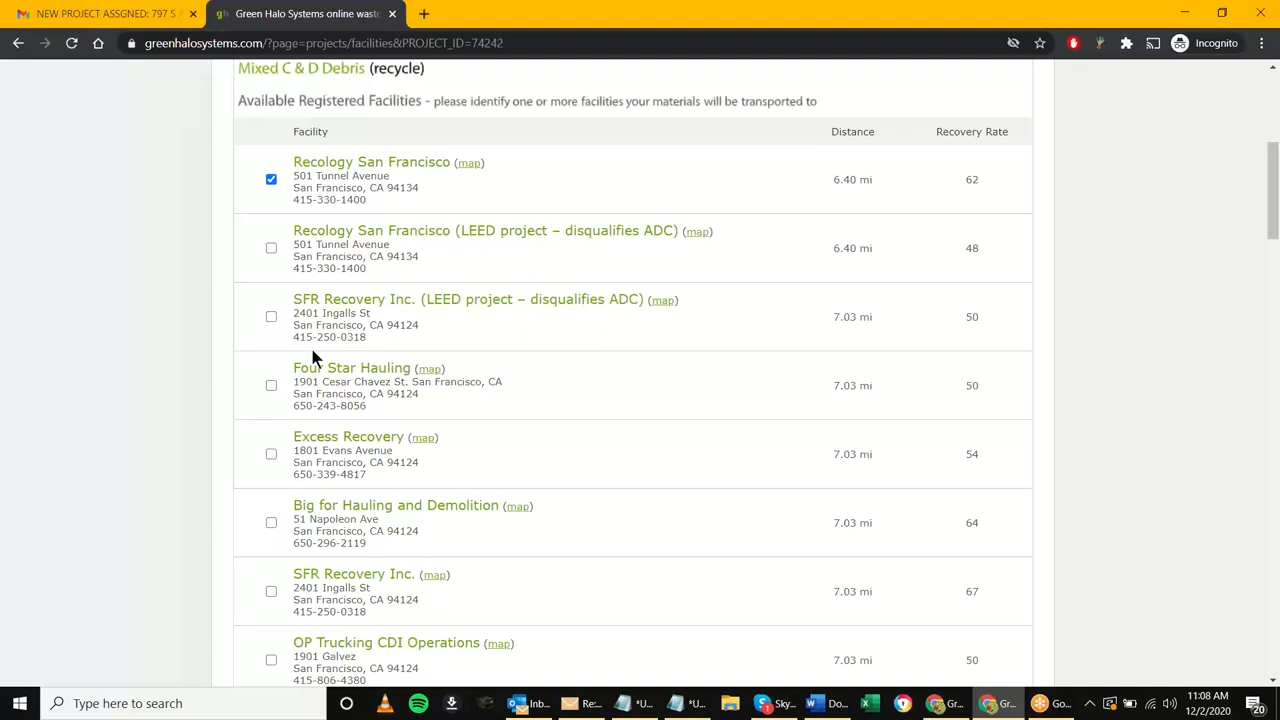 NEW PROJECT ASSGNED: 797 S
Green Halo Systems online wast
greenhalosystems.com/?page=projects/facilities&PROJECT_ID=74242
Incognito
Mixed C & D Debris (recycle)
Available Registered Facilities - please identify one or more facilities your materials will be transported to
Facility Distance Recovery Rate
Recology San Francisco (map)
501 Tunnel Avenue
San Francisco, CA 94134
415-330-1400
6.40 mi 62
Recology San Francisco (LEED project – disqualifies ADC) (map)
501 Tunnel Avenue
San Francisco, CA 94134
415-330-1400
6.40 mi 48
SFR Recovery Inc. (LEED project – disqualifies ADC) (map)
2401 Ingalls St
San Francisco, CA 94124
415-250-0318
7.03 mi 50
Four Star Hauling (map)
1901 Cesar Chavez St. San Francisco, CA
San Francisco, CA 94124
650-243-8056
7.03 mi 50
Excess Recovery (map)
1801 Evans Avenue
San Francisco, CA 94124
650-339-4817
7.03 mi 54
Big for Hauling and Demolition (map)
51 Napoleon Ave
San Francisco, CA 94124
650-296-2119
7.03 mi 64
SFR Recovery Inc. (map)
2401 Ingalls St
San Francisco, CA 94124
415-250-0318
7.03 mi 67
OP Trucking CDI Operations (map)
1901 Galvez
San Francisco, CA 94124
415-806-4380
7.03 mi 50
Type here to search
Inb...
Re:...
*U...
*U...
Sky...
Do...
Gr...
Gr...
Go...
11:08 AM
12/2/2020
20